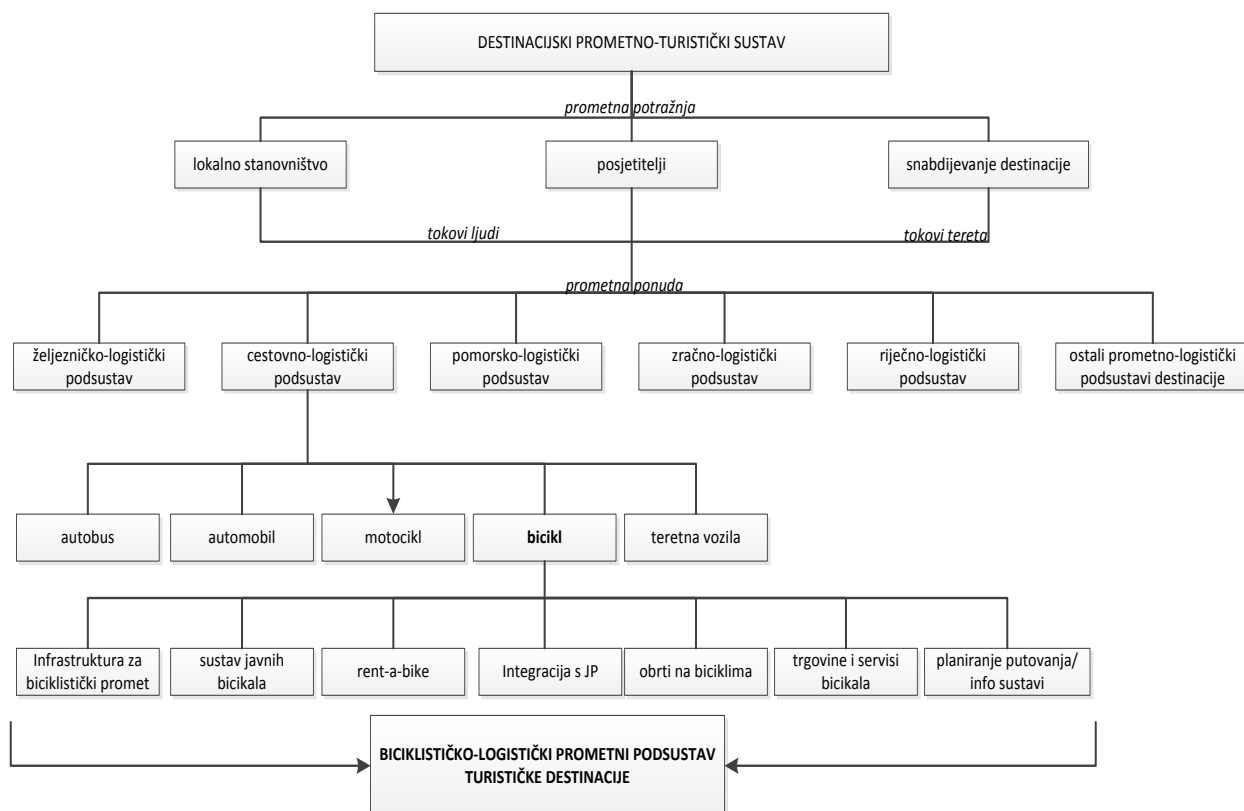 DESTINACIJSKI PROMETNO-TURISTIČKI SUSTAV
prometna potražnja
lokalno stanovništvo
posjetitelji
snabdijevanje destinacije
tokovi ljudi
tokovi tereta
prometna ponuda
željezničko-logistički
podsustav
cestovno-logistički
podsustav
pomorsko-logistički
podsustav
zračno-logistički
podsustav
riječno-logistički
podsustav
ostali prometno-logistički
podsustavi destinacije
autobus
automobil
motocikl
bicikl
teretna vozila
Infrastruktura za
biciklistički promet
sustav javnih
bicikala
rent-a-bike
Integracija s JP
obrti na biciklima
trgovine i servisi
bicikala
planiranje putovanja/
info sustavi
BICIKLISTIČKO-LOGISTIČKI PROMETNI PODSUSTAV
TURISTIČKE DESTINACIJE